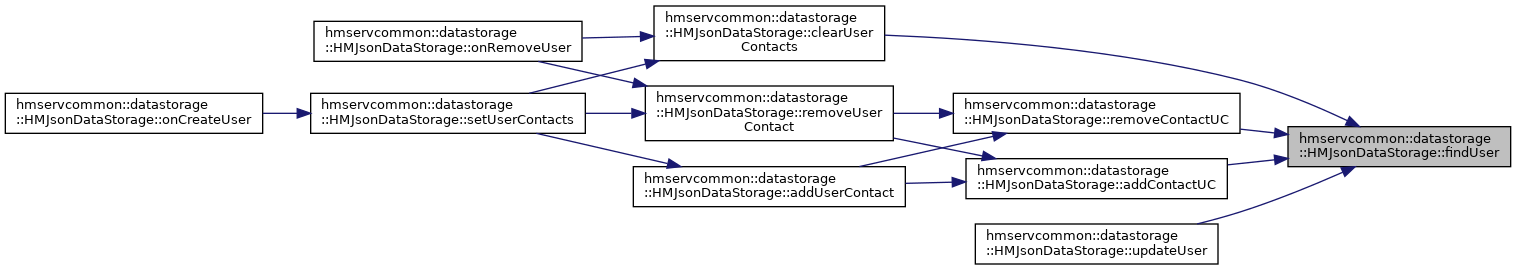 hmservcommon::datastorage
::HMJsonDataStorage::onCreateUser
hmservcommon::datastorage
::HMJsonDataStorage::onRemoveUser
hmservcommon::datastorage
::HMJsonDataStorage::setUserContacts
hmservcommon::datastorage
::HMJsonDataStorage::clearUser
Contacts
hmservcommon::datastorage
::HMJsonDataStorage::removeUser
Contact
hmservcommon::datastorage
::HMJsonDataStorage::addUserContact
hmservcommon::datastorage
::HMJsonDataStorage::removeContactUC
hmservcommon::datastorage
::HMJsonDataStorage::addContactUC
hmservcommon::datastorage
::HMJsonDataStorage::updateUser
hmservcommon::datastorage
::HMJsonDataStorage::findUser